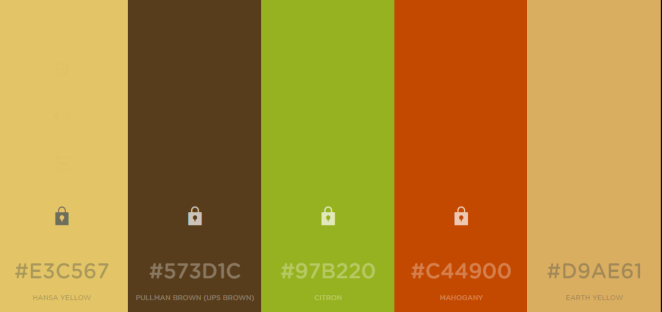 #E3C567 #573D1C #97B220 #C44900 #D9AE61
HANSA YELLOW PULLMAN BROWN (UPS BROWN) CITRON MAHOGANY EARTH YELLOW